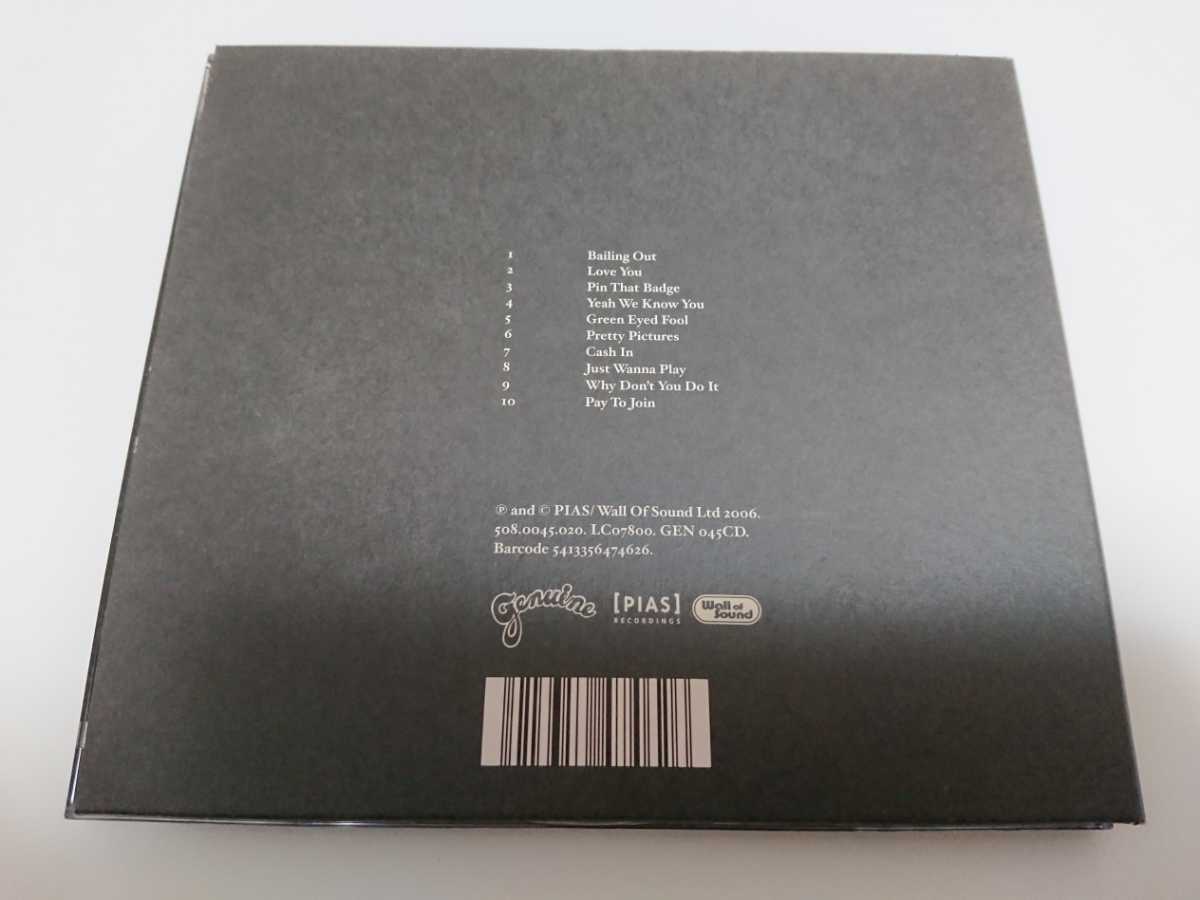 1 Bailing Out
2 Love You
3 Pin That Badge
4 Yeah We Know You
5 Green Eyed Fool
6 Pretty Pictures
7 Cash In
8 Just Wanna Play
9 Why Don't You Do It
10 Pay To Join
℗ and © PIAS/Wall Of Sound Ltd 2006.
508.0045.020. LC07800. GEN 045CD.
Barcode 5413356474626.
Genuine [PIAS] RECORDINGS Wall of Sound